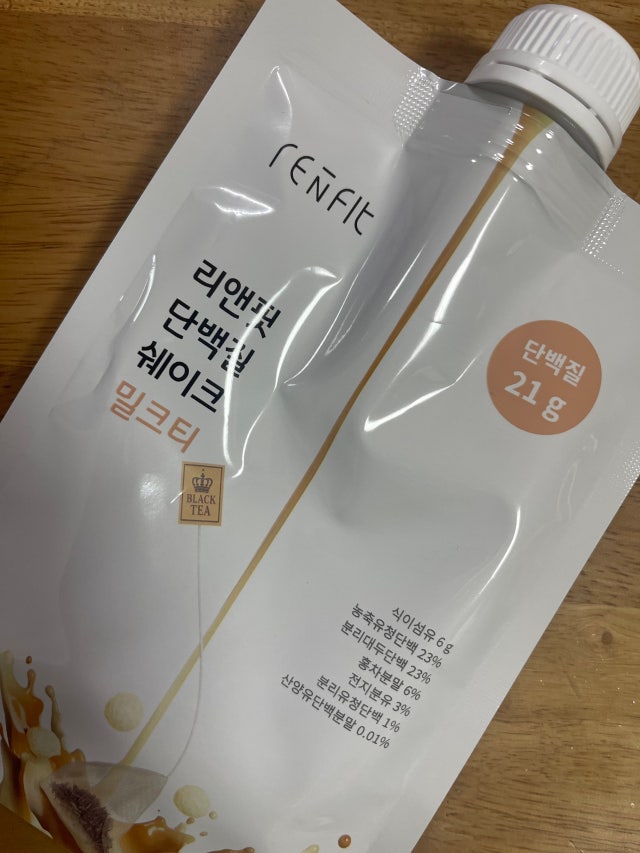 renFit
리앤핏
단백질
쉐이크
밀크티
BLACK
TEA
단백질
21 g
식이섬유 6 g
농축유청단백 23%
분리대두단백 23%
홍차분말 6%
전지분유 3%
분리유청단백 1%
산양유단백분말 0.01%